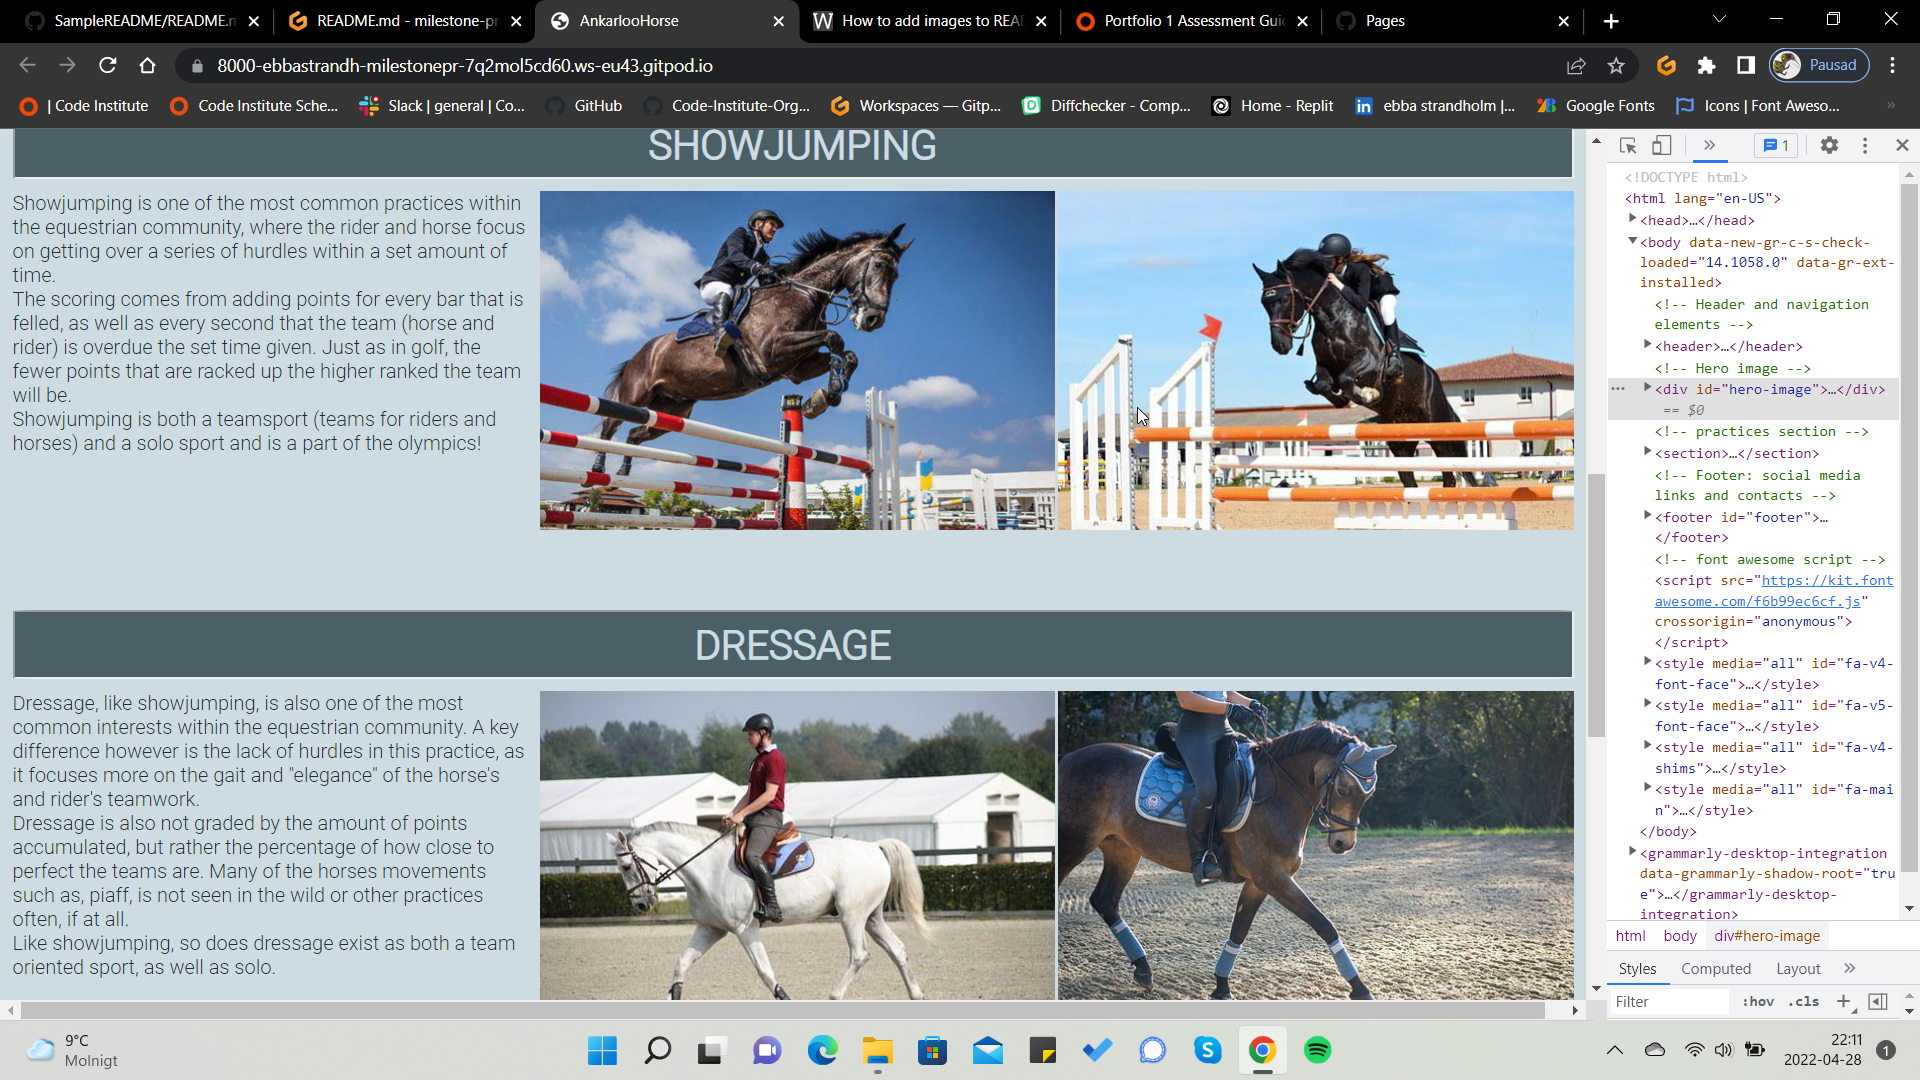 SampleREADME/README.m
README.md - milestone-pr
AnkarlooHorse
How to add images to REA
Portfolio 1 Assessment Gui
Pages
8000-ebbastrandh-milestonepr-7q2mol5cd60.ws-eu43.gitpod.io
Pausad
| Code Institute
Code Institute Sche...
Slack | general | Co...
GitHub
Code-Institute-Org...
Workspaces — Gitp...
Diffchecker - Comp...
Home - Replit
ebba strandholm |...
Google Fonts
Icons | Font Aweso...
»
SHOWJUMPING
Showjumping is one of the most common practices within
the equestrian community, where the rider and horse focus
on getting over a series of hurdles within a set amount of
time.
The scoring comes from adding points for every bar that is
felled, as well as every second that the team (horse and
rider) is overdue the set time given. Just as in golf, the
fewer points that are racked up the higher ranked the team
will be.
Showjumping is both a teamsport (teams for riders and
horses) and a solo sport and is a part of the olympics!
DRESSAGE
Dressage, like showjumping, is also one of the most
common interests within the equestrian community. A key
difference however is the lack of hurdles in this practice, as
it focuses more on the gait and "elegance" of the horse's
and rider's teamwork.
Dressage is also not graded by the amount of points
accumulated, but rather the percentage of how close to
perfect the teams are. Many of the horses movements
such as, piaff, is not seen in the wild or other practices
often, if at all.
Like showjumping, so does dressage exist as both a team
oriented sport, as well as solo.
» 1
<!DOCTYPE html>
<html lang="en-US">
<head>…</head>
<body data-new-gr-c-s-check-
loaded="14.1058.0" data-gr-ext-
installed>
<!-- Header and navigation
elements -->
<header>…</header>
<!-- Hero image -->
<div id="hero-image">…</div>
== $0
<!-- practices section -->
<section>…</section>
<!-- Footer: social media
links and contacts -->
<footer id="footer">…
</footer>
<!-- font awesome script -->
<script src="https://kit.font
awesome.com/f6b99ec6cf.js"
crossorigin="anonymous">
</script>
<style media="all" id="fa-v4-
font-face">…</style>
<style media="all" id="fa-v5-
font-face">…</style>
<style media="all" id="fa-v4-
shims">…</style>
<style media="all" id="fa-mai
n">…</style>
</body>
<grammarly-desktop-integration
data-grammarly-shadow-root="tru
e">…</grammarly-desktop-
integration>
html body div#hero-image
Styles Computed Layout »
Filter :hov .cls +
9°C
Molnigt
22:11
2022-04-28
1